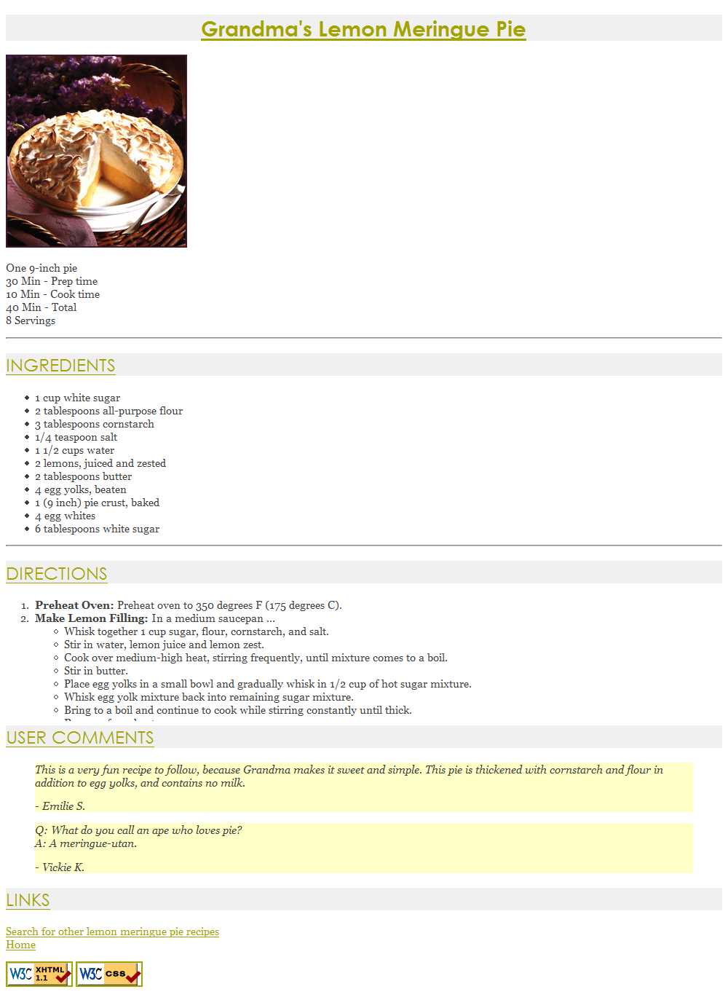 Grandma's Lemon Meringue Pie
One 9-inch pie
30 Min - Prep time
10 Min - Cook time
40 Min - Total
8 Servings
INGREDIENTS
1 cup white sugar
2 tablespoons all-purpose flour
3 tablespoons cornstarch
1/4 teaspoon salt
1 1/2 cups water
2 lemons, juiced and zested
2 tablespoons butter
4 egg yolks, beaten
1 (9 inch) pie crust, baked
4 egg whites
6 tablespoons white sugar
DIRECTIONS
1. Preheat Oven: Preheat oven to 350 degrees F (175 degrees C).
2. Make Lemon Filling: In a medium saucepan ...
Whisk together 1 cup sugar, flour, cornstarch, and salt.
Stir in water, lemon juice and lemon zest.
Cook over medium-high heat, stirring frequently, until mixture comes to a boil.
Stir in butter.
Place egg yolks in a small bowl and gradually whisk in 1/2 cup of hot sugar mixture.
Whisk egg yolk mixture back into remaining sugar mixture.
Bring to a boil and continue to cook while stirring constantly until thick.
USER COMMENTS
This is a very fun recipe to follow, because Grandma makes it sweet and simple. This pie is thickened with cornstarch and flour in
addition to egg yolks, and contains no milk.
- Emilie S.
Q: What do you call an ape who loves pie?
A: A meringue-utan.
- Vickie K.
LINKS
Search for other lemon meringue pie recipes
Home
W3C XHTML 1.1 W3C css